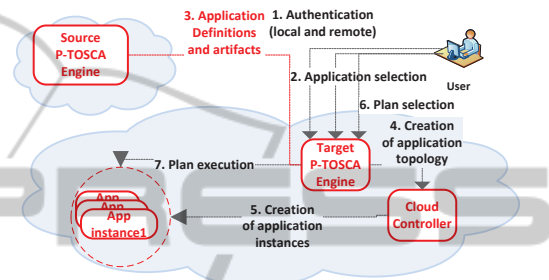 3. Application
Definitions
and artifacts
1. Authentication
(local and remote)
Source
P-TOSCA
Engine
2. Application selection
User
6. Plan selection
4. Creation
of application
topology
Target
P-TOSCA
Engine
7. Plan execution
App
App
App
instance1
5. Creation
of application
instances
Cloud
Controller
PRESS